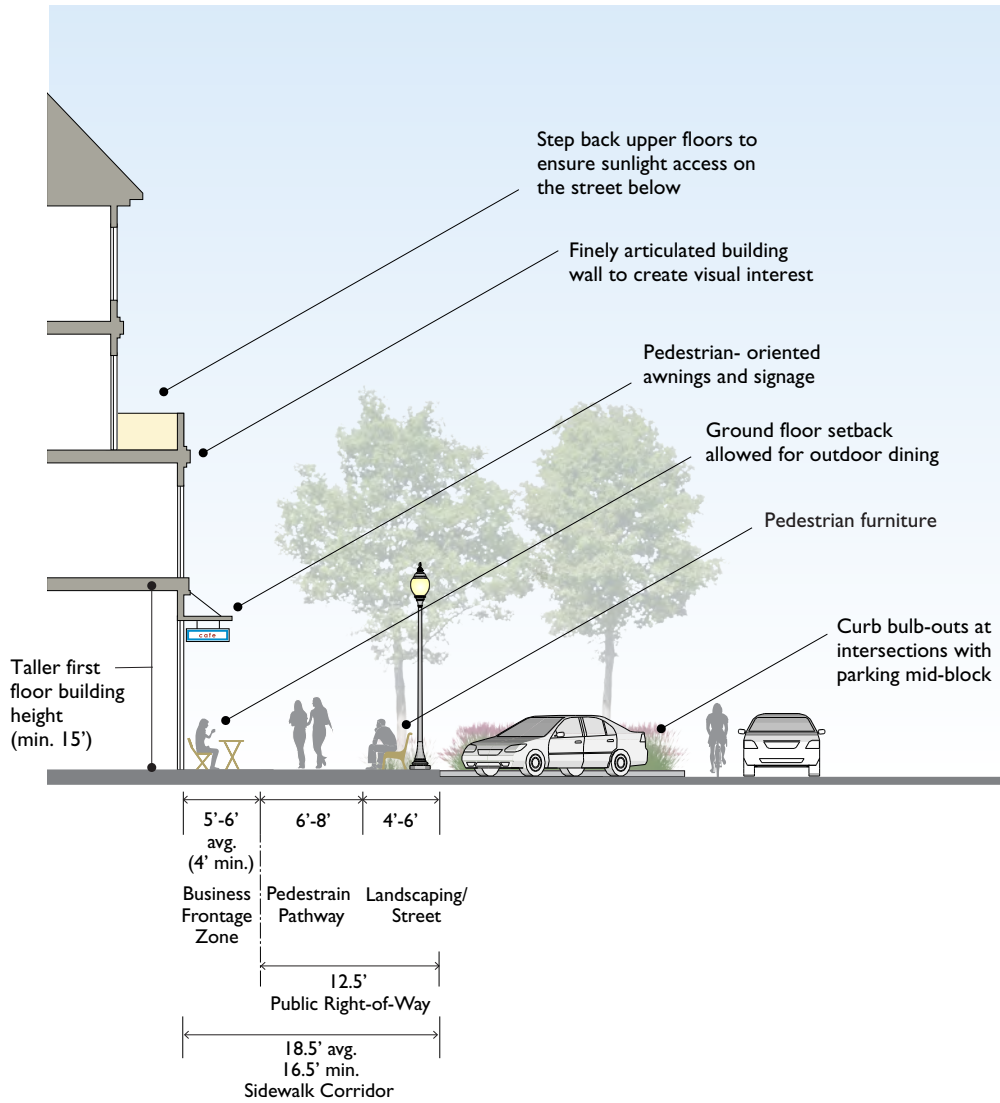 Step back upper floors to
ensure sunlight access on
the street below
Finely articulated building
wall to create visual interest
Pedestrian- oriented
awnings and signage
Ground floor setback
allowed for outdoor dining
Pedestrian furniture
Curb bulb-outs at
intersections with
parking mid-block
cafe
Taller first
floor building
height
(min. 15')
5'-6'
avg.
(4' min.)
Business
Frontage
Zone
6'-8'
Pedestrain
Pathway
4'-6'
Landscaping/
Street
12.5'
Public Right-of-Way
18.5' avg.
16.5' min.
Sidewalk Corridor